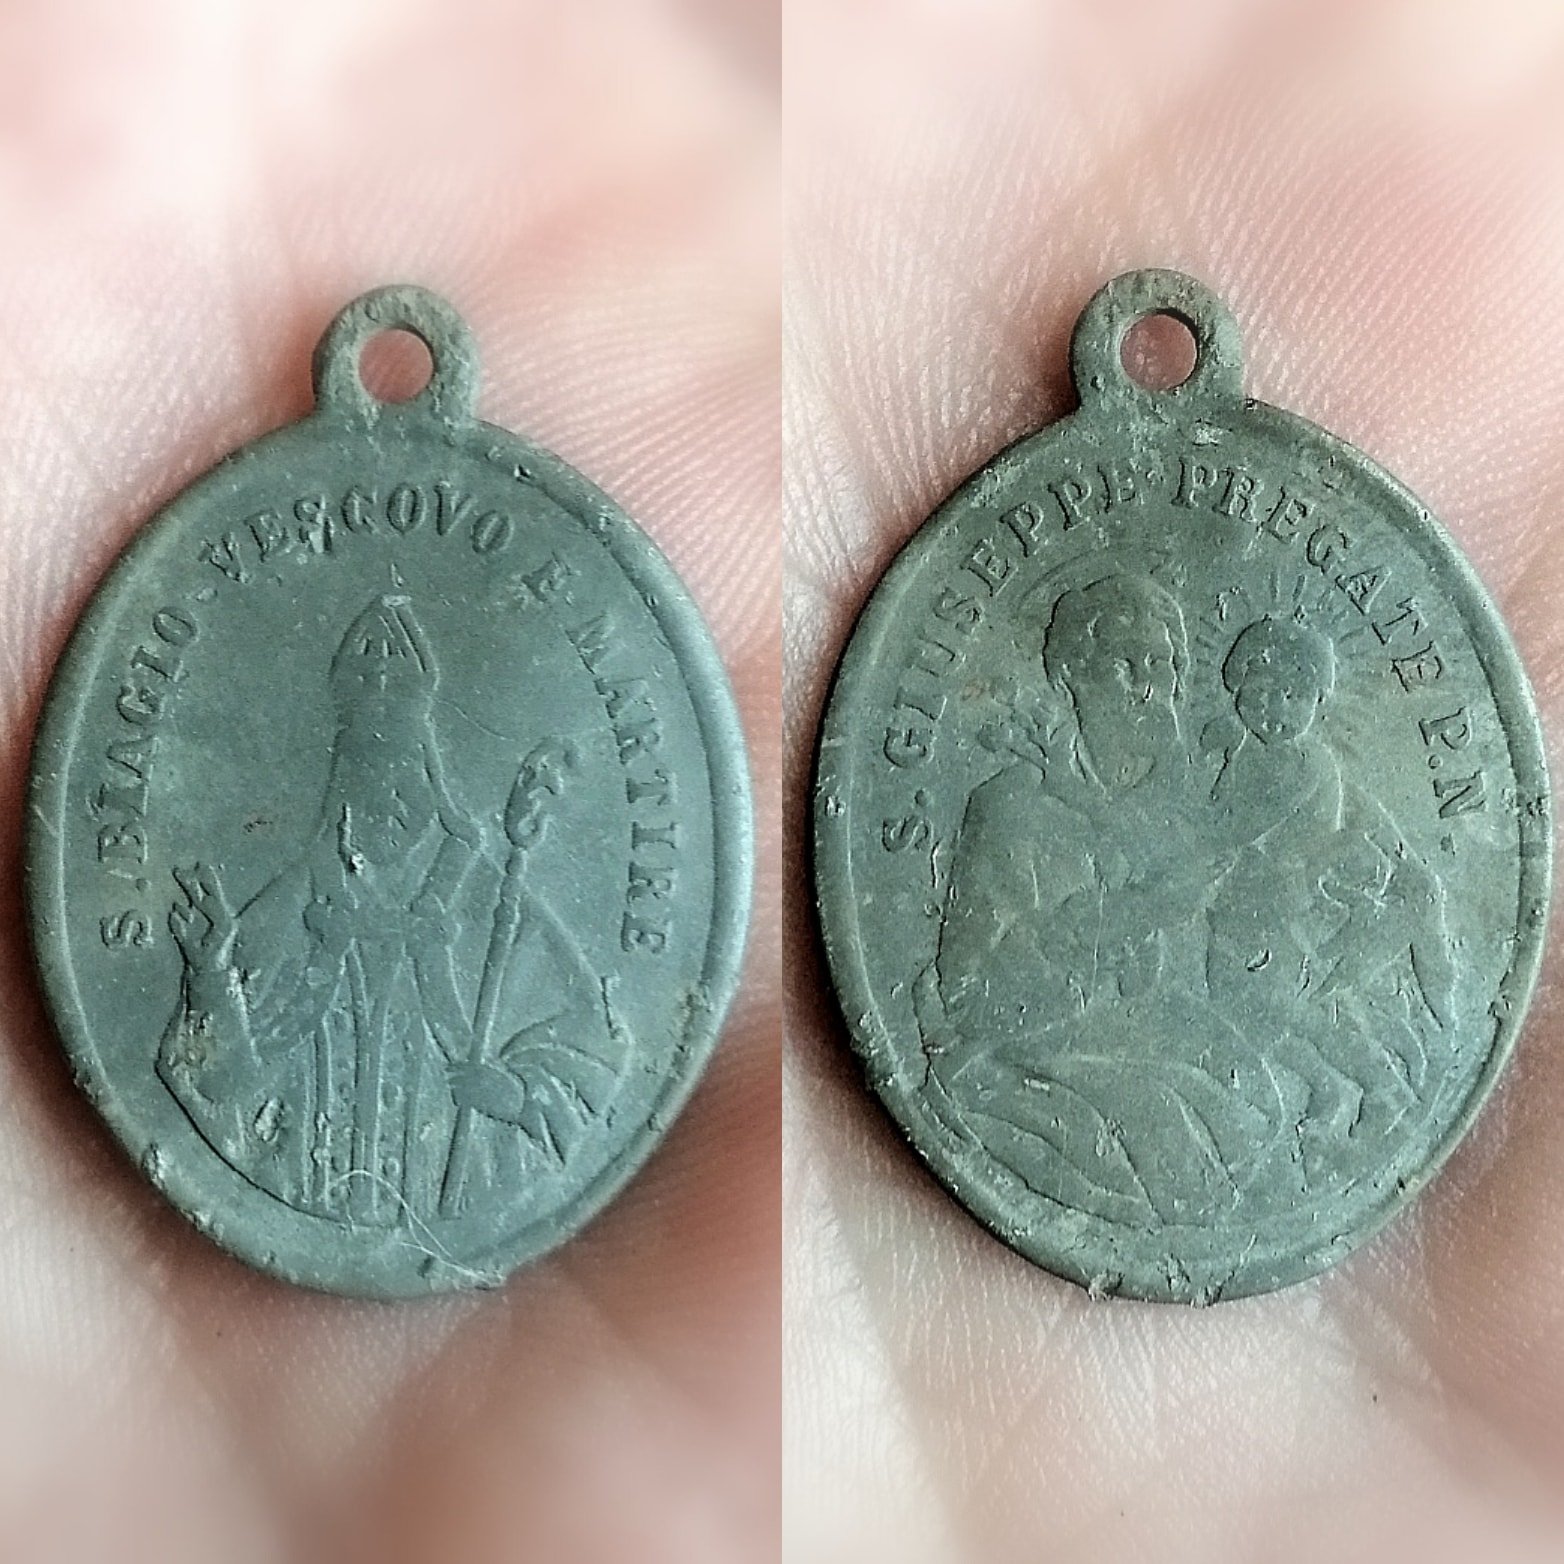 S. BIAGIO · VESCOVO E MARTIRE
S. GIUSEPPE · PREGATE P. N.